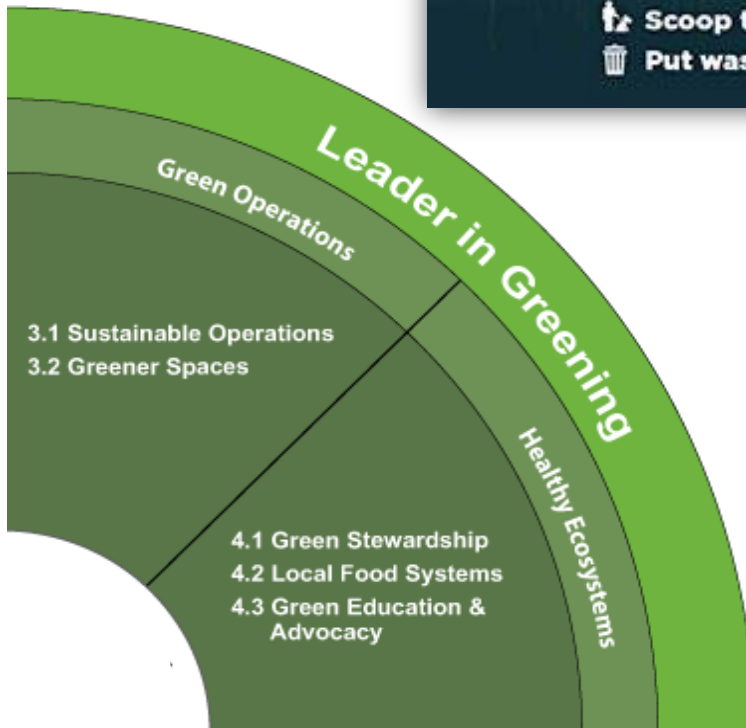 Scoop
Put
Leader in Greening
Green Operations
3.1 Sustainable Operations
3.2 Greener Spaces
Healthy Ecosystems
4.1 Green Stewardship
4.2 Local Food Systems
4.3 Green Education &
Advocacy